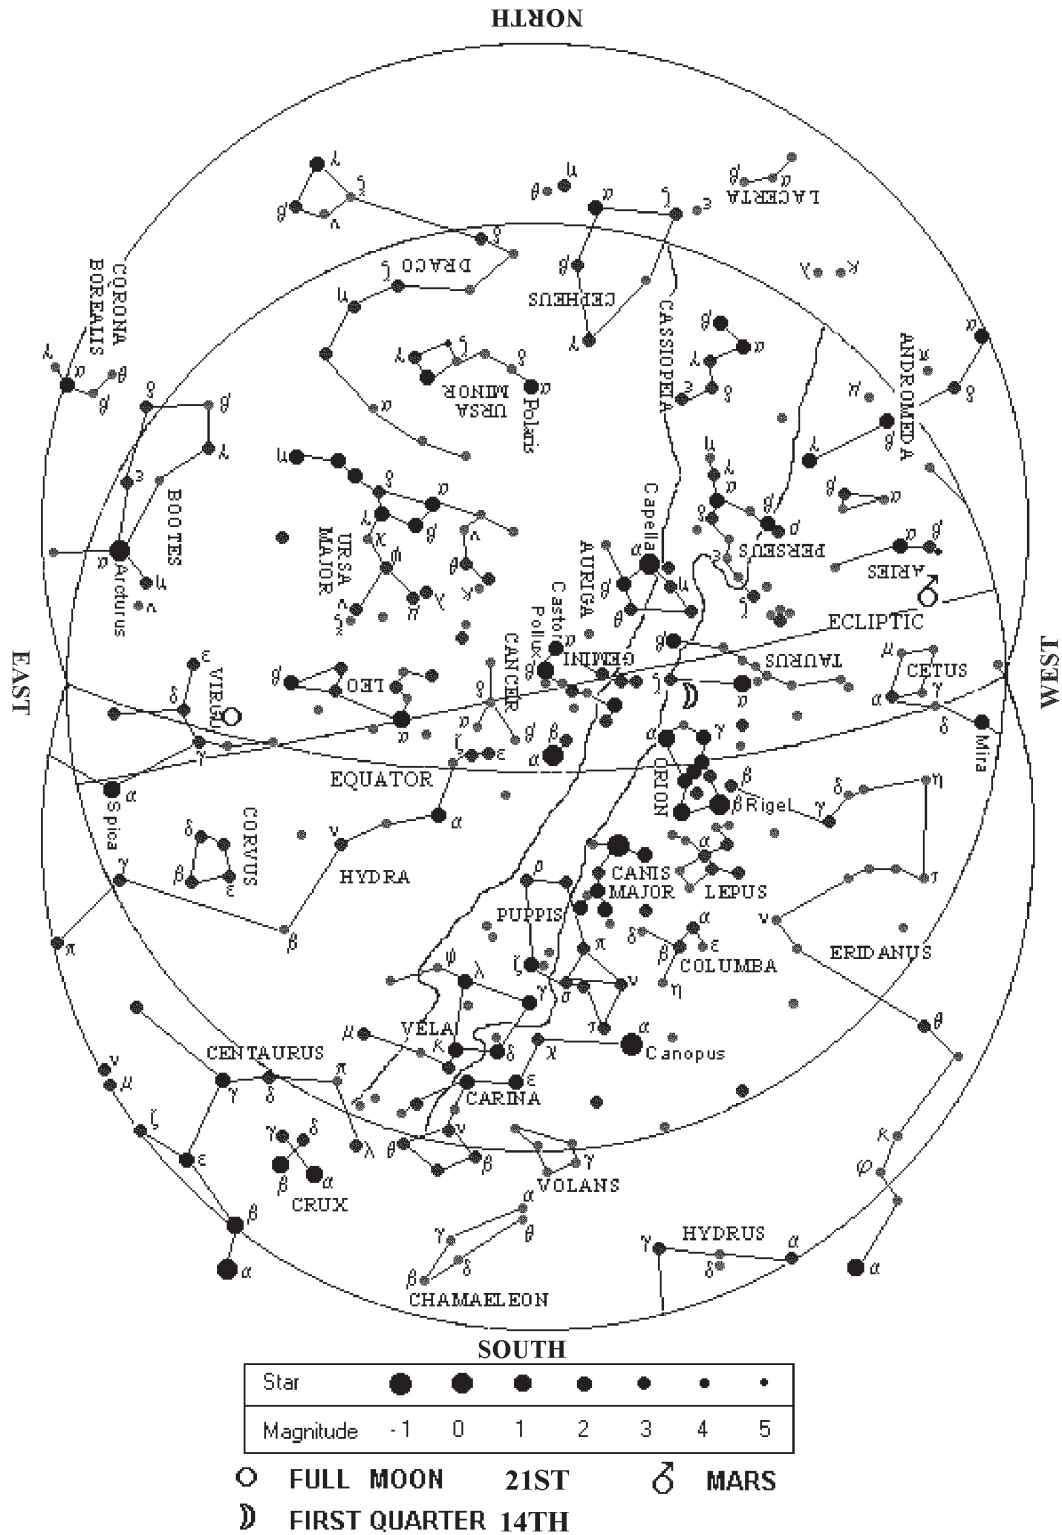 NORTH
LACERTA
DRACO
CEPHEUS
CASSIOPEIA
CORONA
BOREALIS
ANDROMEDA
URSA
MINOR
Polaris
BOOTES
Arcturus
URSA
MAJOR
Capella
AURIGA
PERSEUS
ARIES
Castor
Pollux
GEMINI
ECLIPTIC
EAST
WEST
VIRGO
LEO
CANCER
TAURUS
CETUS
Mira
EQUATOR
ORION
β Rigel
Spica
CORVUS
HYDRA
CANIS
MAJOR
LEPUS
PUPPIS
COLUMBA
ERIDANUS
VELA
Canopus
CENTAURUS
CARINA
CRUX
VOLANS
HYDRUS
CHAMAELEON
SOUTH
Star
Magnitude -1 0 1 2 3 4 5
FULL MOON 21ST ♂ MARS
FIRST QUARTER 14TH